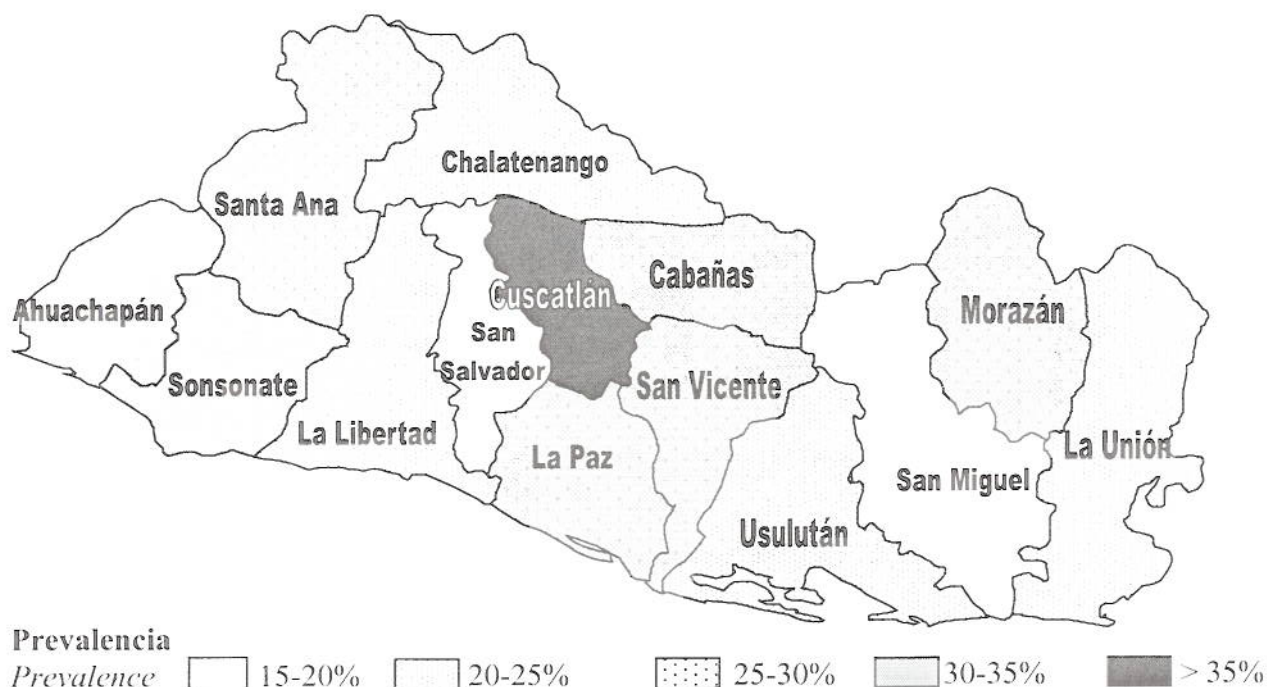 Chalatenango
Santa Ana
Cabañas
Cuscatlán
Ahuachapán
Morazán
San
Salvador
Sonsonate
San Vicente
La Libertad
La Paz
La Unión
San Miguel
Usulután
Prevalencia
Prevalence 15-20% 20-25% 25-30% 30-35% > 35%